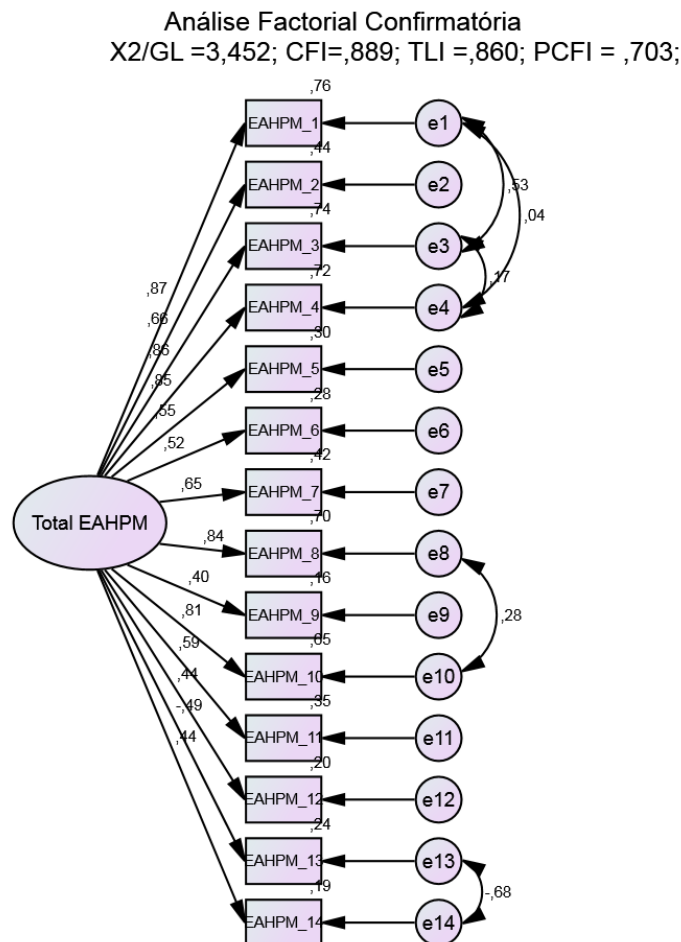 Análise Factorial Confirmatória
X2/GL =3,452; CFI=,889; TLI =,860; PCFI = ,703;
,76
EAHPM_1
e1
,44
EAHPM_2
e2
,53
,04
,74
EAHPM_3
e3
,72
,17
EAHPM_4
e4
,87
,66
,86
,85
,55
,52
,30
EAHPM_5
e5
,28
EAHPM_6
e6
,42
,65
EAHPM_7
e7
,70
Total EAHPM
,84
EAHPM_8
e8
,16
,40
EAHPM_9
e9
,28
,65
,81
EAHPM_10
e10
,59
,35
,44
-,49
,44
EAHPM_11
e11
,20
EAHPM_12
e12
,24
EAHPM_13
e13
,19
-,68
EAHPM_14
e14